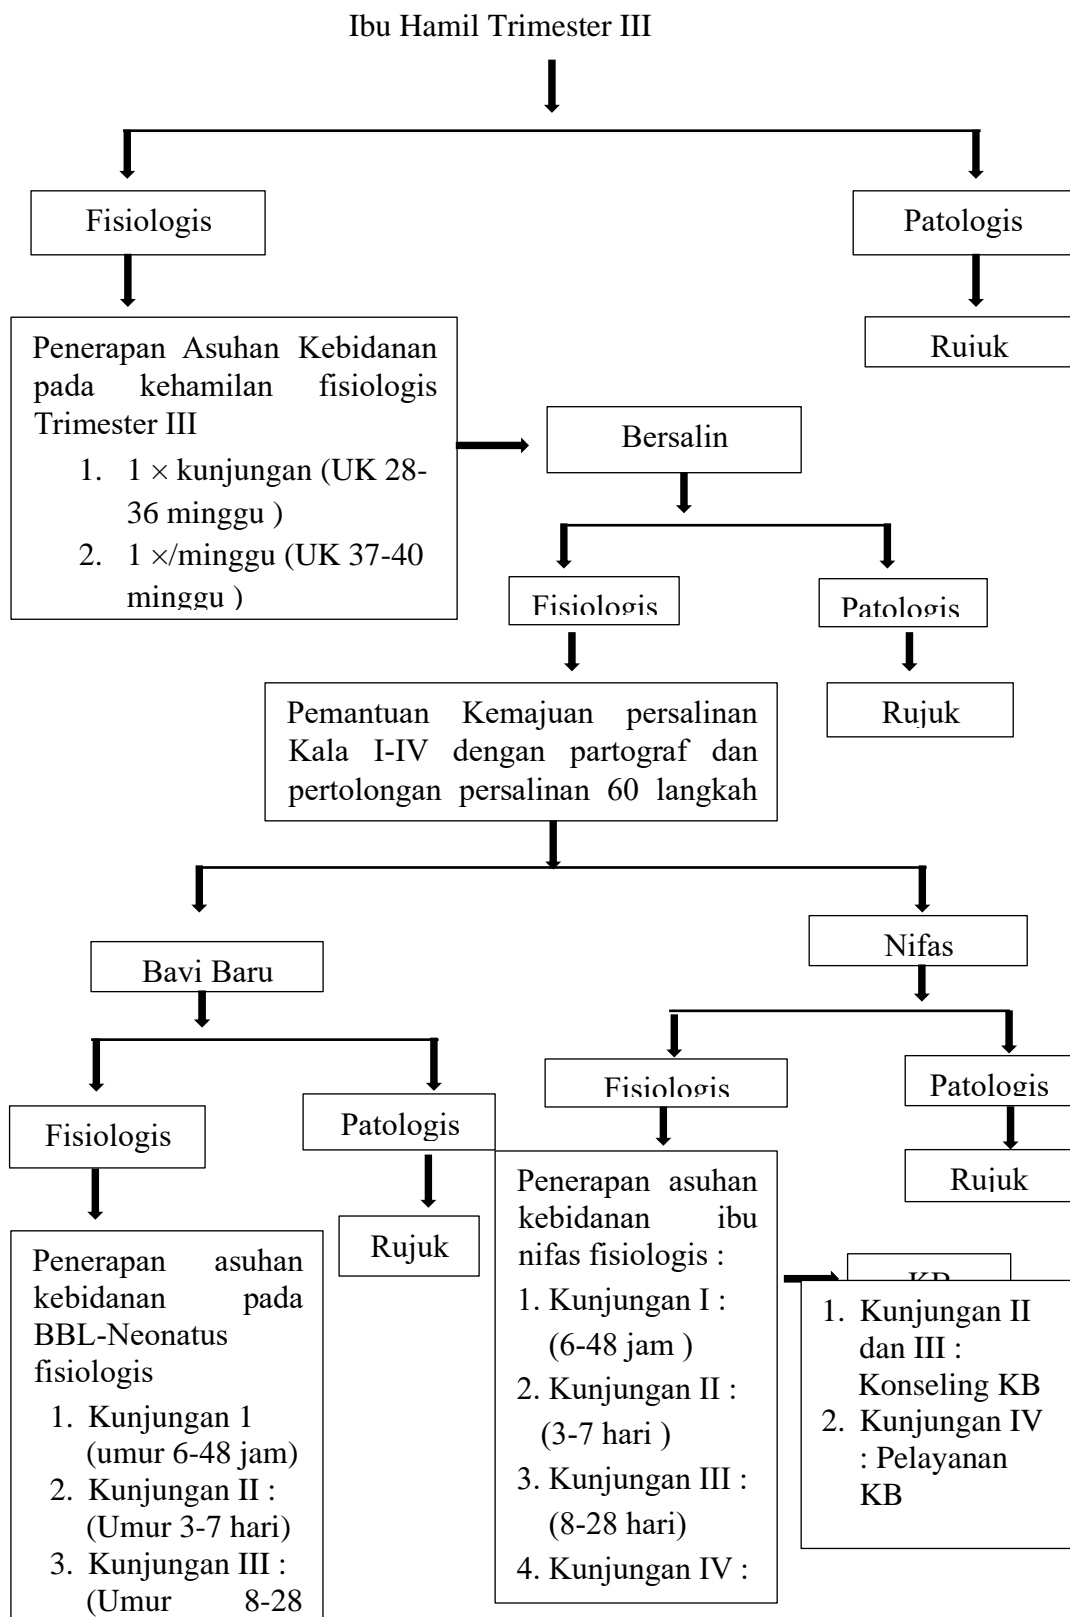 Ibu Hamil Trimester III
Fisiologis
Patologis
Penerapan Asuhan Kebidanan
pada kehamilan fisiologis
Trimester III
1. 1 × kunjungan (UK 28-
36 minggu )
2. 1 ×/minggu (UK 37-40
minggu )
Rujuk
Bersalin
Fisiologis
Patologis
Pemantuan Kemajuan persalinan
Kala I-IV dengan partograf dan
pertolongan persalinan 60 langkah
Rujuk
Bayi Baru
Nifas
Fisiologis
Patologis
Fisiologis
Patologis
Rujuk
Rujuk
Penerapan asuhan
kebidanan pada
BBL-Neonatus
fisiologis
1. Kunjungan 1
(umur 6-48 jam)
2. Kunjungan II :
(Umur 3-7 hari)
3. Kunjungan III :
(Umur 8-28
Penerapan asuhan
kebidanan ibu
nifas fisiologis :
1. Kunjungan I :
(6-48 jam )
2. Kunjungan II :
(3-7 hari )
3. Kunjungan III :
(8-28 hari)
4. Kunjungan IV :
KB
1. Kunjungan II
dan III :
Konseling KB
2. Kunjungan IV
: Pelayanan
KB